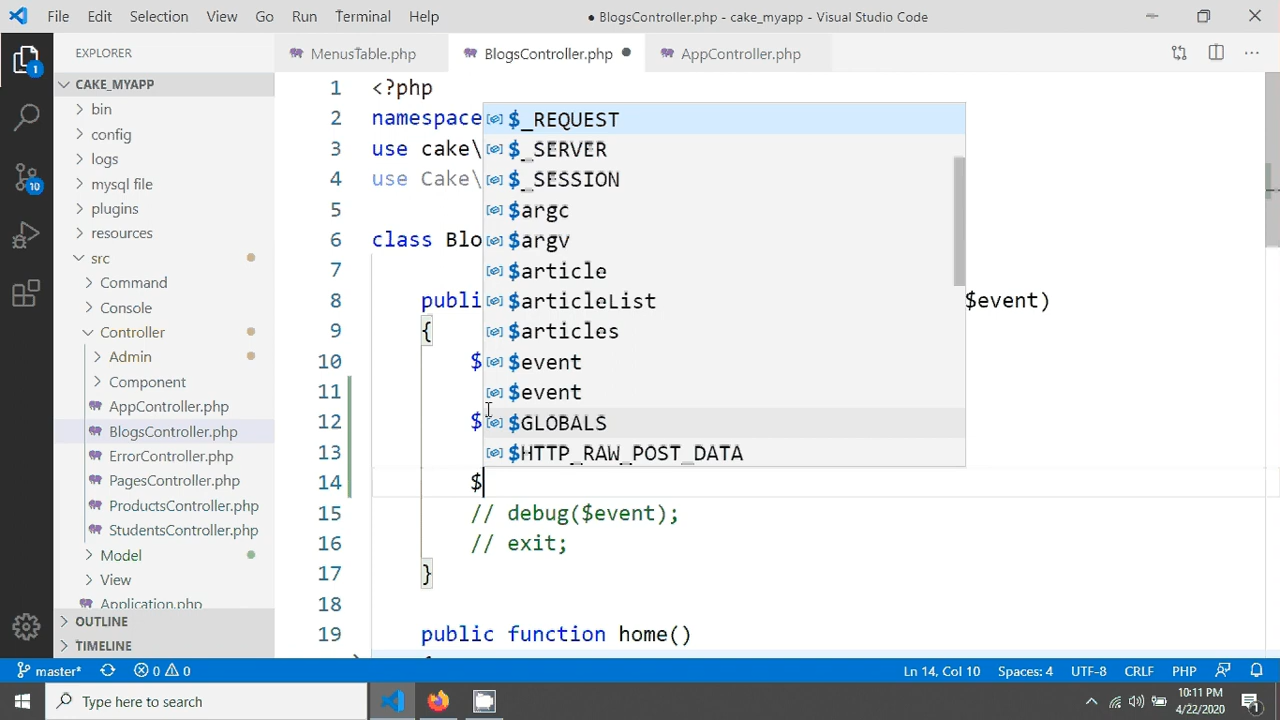 File Edit Selection View Go Run Terminal Help
● BlogsController.php - cake_myapp - Visual Studio Code
EXPLORER
MenusTable.php
BlogsController.php
AppController.php
CAKE_MYAPP
bin
config
logs
mysql file
plugins
resources
src
Command
Console
Controller
Admin
Component
AppController.php
BlogsController.php
ErrorController.php
PagesController.php
ProductsController.php
StudentsController.php
Model
View
Application.php
OUTLINE
TIMELINE
1
10
1 <?php
2 namespace
3 use cake\
4 use Cake\
5
6 class Blo
7
8 publi $event)
9 {
10 $
11
12 $
13
14 $
15 // debug($event);
16 // exit;
17 }
18
19 public function home()
$_REQUEST
$_SERVER
$_SESSION
$argc
$argv
$article
$articleList
$articles
$event
$event
$GLOBALS
$HTTP_RAW_POST_DATA
master* 0 0 Ln 14, Col 10 Spaces: 4 UTF-8 CRLF PHP
Type here to search
10:11 PM
4/22/2020
1